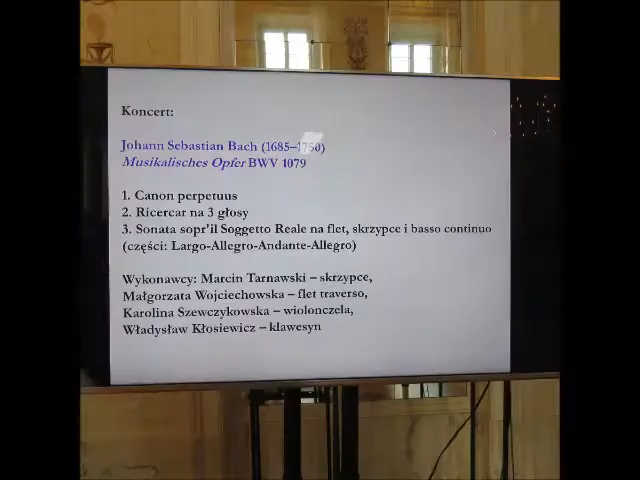 Koncert:
Johann Sebastian Bach (1685–1750)
Musikalisches Opfer BWV 1079
1. Canon perpetuus
2. Ricercar na 3 głosy
3. Sonata sopr'il Soggetto Reale na flet, skrzypce i basso continuo
(części: Largo-Allegro-Andante-Allegro)
Wykonawcy: Marcin Tarnawski – skrzypce,
Małgorzata Wojciechowska – flet traverso,
Karolina Szewczykowska – wiolonczela,
Władysław Kłosiewicz – klawesyn